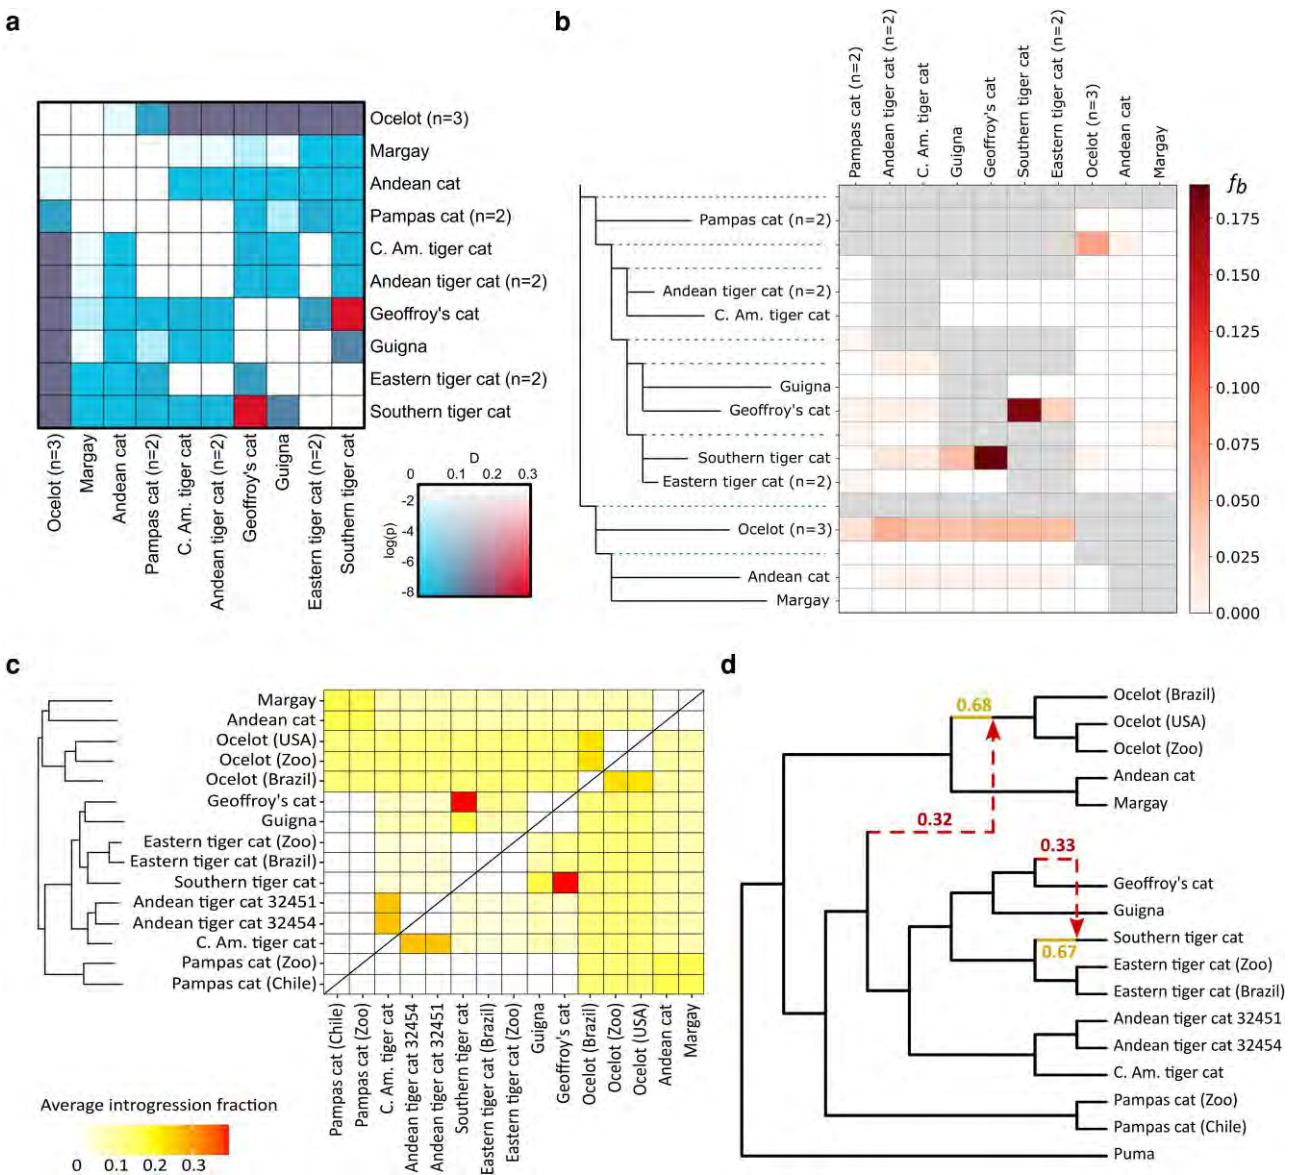 a
Ocelot (n=3)
Margay
Andean cat
Pampas cat (n=2)
C. Am. tiger cat
Andean tiger cat (n=2)
Geoffroy's cat
Guigna
Eastern tiger cat (n=2)
Southern tiger cat
Ocelot (n=3)
Margay
Andean cat
Pampas cat (n=2)
C. Am. tiger cat
Andean tiger cat (n=2)
Geoffroy's cat
Guigna
Eastern tiger cat (n=2)
Southern tiger cat
D
0 0.1 0.2 0.3
log(p)
-2
-4
-6
-8
b
Pampas cat (n=2)
Andean tiger cat (n=2)
C. Am. tiger cat
Guigna
Geoffroy's cat
Southern tiger cat
Eastern tiger cat (n=2)
Ocelot (n=3)
Andean cat
Margay
Pampas cat (n=2)
Andean tiger cat (n=2)
C. Am. tiger cat
Guigna
Geoffroy's cat
Southern tiger cat
Eastern tiger cat (n=2)
Ocelot (n=3)
Andean cat
Margay
fb
0.175
0.150
0.125
0.100
0.075
0.050
0.025
0.000
c
Margay
Andean cat
Ocelot (USA)
Ocelot (Zoo)
Ocelot (Brazil)
Geoffroy's cat
Guigna
Eastern tiger cat (Zoo)
Eastern tiger cat (Brazil)
Southern tiger cat
Andean tiger cat 32451
Andean tiger cat 32454
C. Am. tiger cat
Pampas cat (Zoo)
Pampas cat (Chile)
Pampas cat (Chile)
Pampas cat (Zoo)
C. Am. tiger cat
Andean tiger cat 32454
Andean tiger cat 32451
Southern tiger cat
Eastern tiger cat (Brazil)
Eastern tiger cat (Zoo)
Guigna
Geoffroy's cat
Ocelot (Brazil)
Ocelot (Zoo)
Ocelot (USA)
Andean cat
Margay
Average introgression fraction
0 0.1 0.2 0.3
d
0.68
0.32
0.33
0.67
Ocelot (Brazil)
Ocelot (USA)
Ocelot (Zoo)
Andean cat
Margay
Geoffroy's cat
Guigna
Southern tiger cat
Eastern tiger cat (Zoo)
Eastern tiger cat (Brazil)
Andean tiger cat 32451
Andean tiger cat 32454
C. Am. tiger cat
Pampas cat (Zoo)
Pampas cat (Chile)
Puma